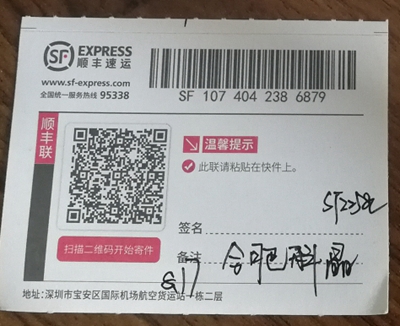 SF EXPRESS
顺丰速运
www.sf-express.com
全国统一服务热线 95338
SF 107 404 238 6879
顺丰联
温馨提示
此联请粘贴在快件上。
签名
扫描二维码开始寄件
备注 合肥科晶
G17
地址:深圳市宝安区国际机场航空货运站一栋二层